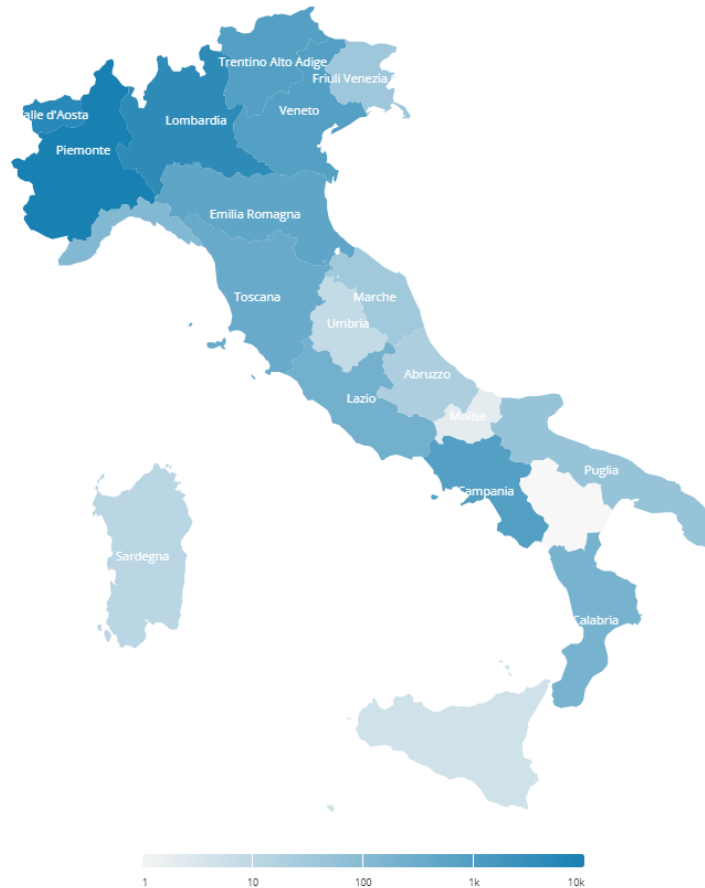 Trentino Alto Adige
Friuli Venezia
alle d'Aosta
Lombardia
Veneto
Piemonte
Emilia Romagna
Toscana
Marche
Umbria
Abruzzo
Lazio
Molise
Puglia
Campania
Sardegna
Calabria
1 10 100 1k 10k